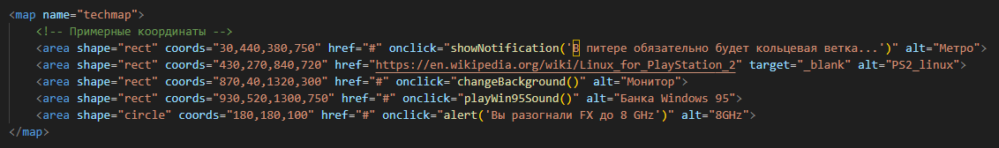 <map name="techmap">
<!-- Примерные координаты -->
<area shape="rect" coords="30,440,380,750" href="#" onclick="showNotification('В питере обязательно будет кольцевая ветка...')" alt="Метро">
<area shape="rect" coords="430,270,840,720" href="https://en.wikipedia.org/wiki/Linux_for_PlayStation_2" target="_blank" alt="PS2_linux">
<area shape="rect" coords="870,40,1320,300" href="#" onclick="changeBackground()" alt="Монитор">
<area shape="rect" coords="930,520,1300,750" href="#" onclick="playWin95Sound()" alt="Банка Windows 95">
<area shape="circle" coords="180,180,100" href="#" onclick="alert('Вы разогнали FX до 8 GHz')" alt="8GHz">
</map>